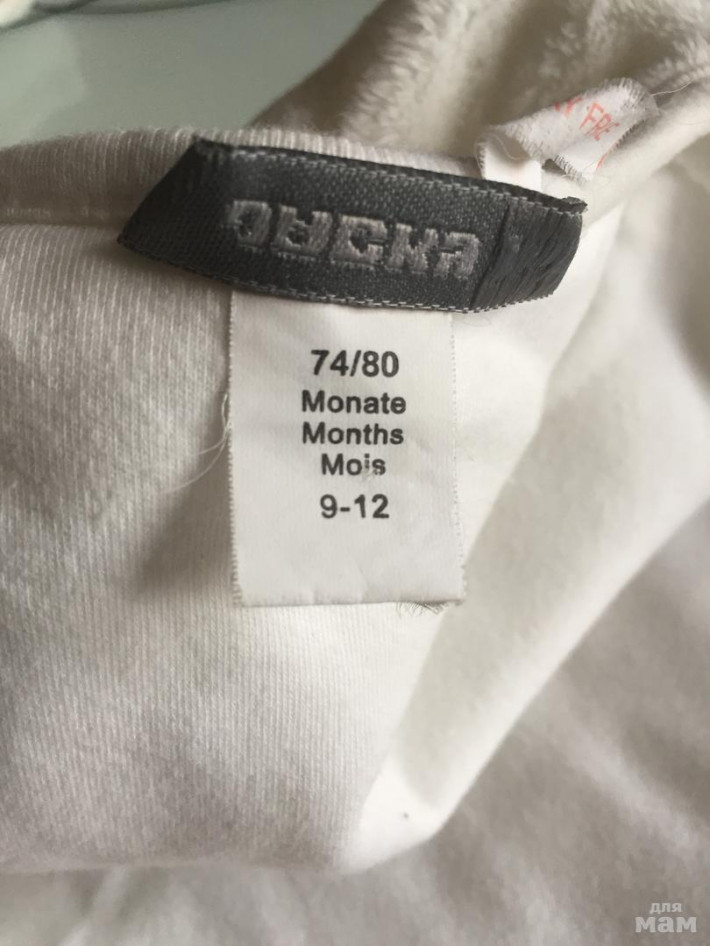 74/80
Monate
Months
Mois
9-12
для
мам